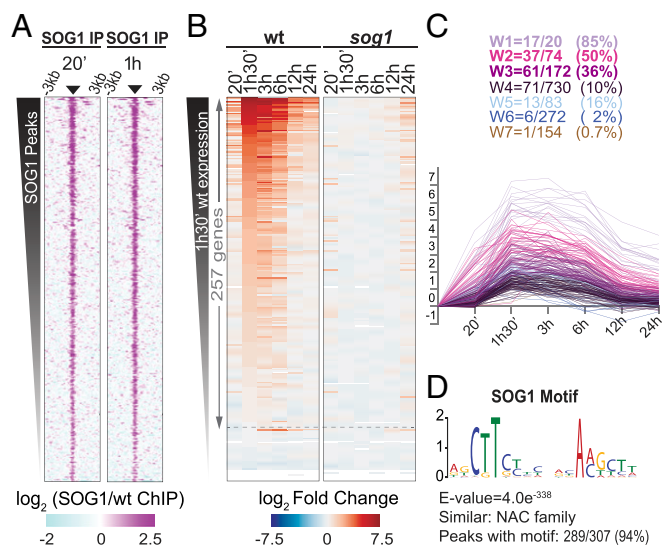 A
SOG1 IP SOG1 IP
20' 1h
-3kb 3kb -3kb 3kb
SOG1 Peaks
log2 (SOG1/wt ChIP)
-2 0 2.5
B
wt sog1
20' 1h30' 3h 6h 12h 24h 20' 1h30' 3h 6h 12h 24h
1h30' wt expression
257 genes
log2 Fold Change
-7.5 0 7.5
C
W1=17/20 (85%)
W2=37/74 (50%)
W3=61/172 (36%)
W4=71/730 (10%)
W5=13/83 (16%)
W6=6/272 ( 2%)
W7=1/154 (0.7%)
7
6
5
4
3
2
1
0
-1
20' 1h30' 3h 6h 12h 24h
D
SOG1 Motif
2
1
0
E-value=4.0e-338
Similar: NAC family
Peaks with motif: 289/307 (94%)